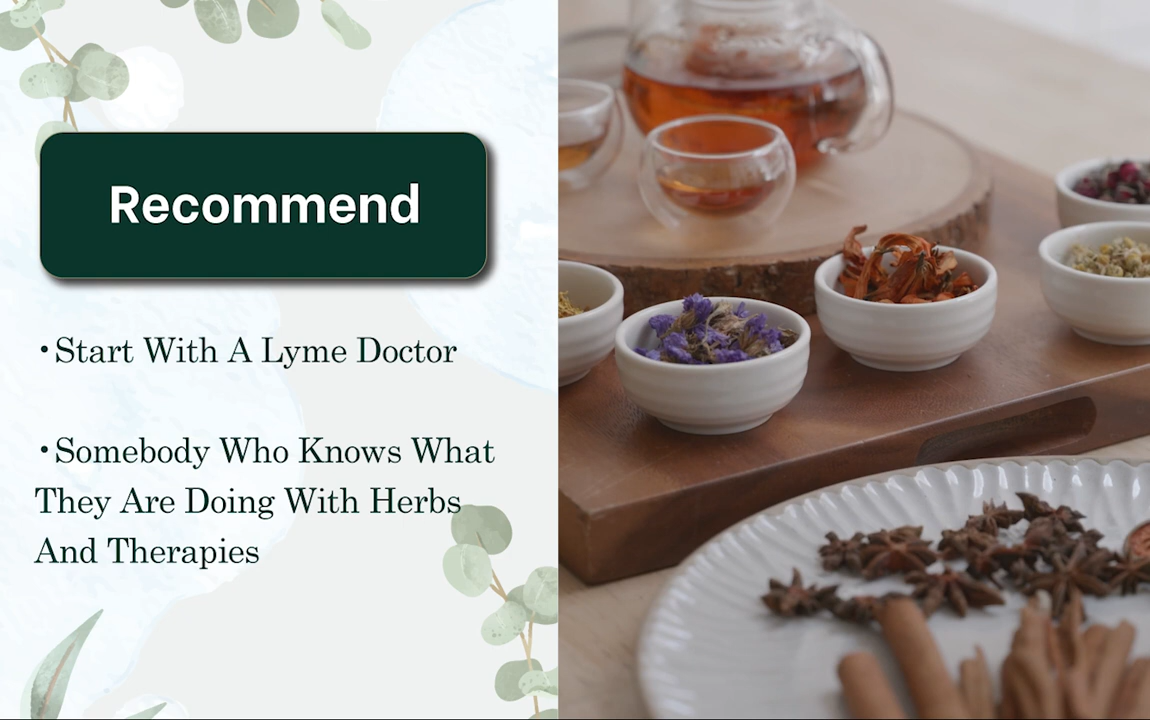 Recommend
•Start With A Lyme Doctor
•Somebody Who Knows What
They Are Doing With Herbs
And Therapies